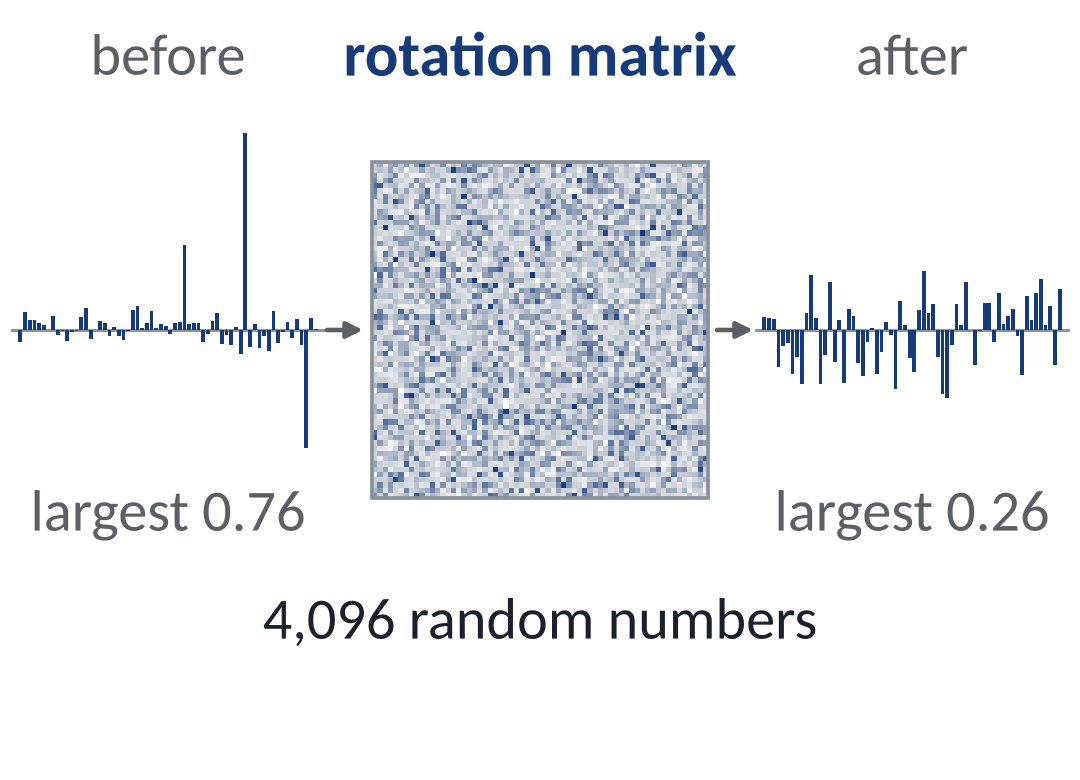 before rotation matrix after
largest 0.76 largest 0.26
4,096 random numbers